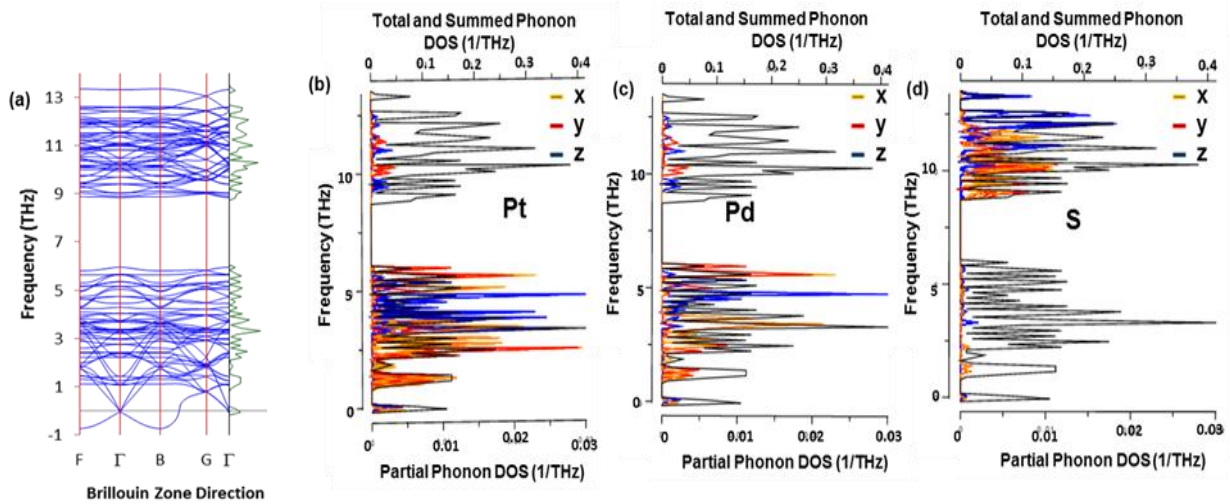 (a)
13
11
9
7
5
3
1
-1
Frequency (THz)
F Γ B G Γ
Brillouin Zone Direction
(b)
Total and Summed Phonon
DOS (1/THz)
0 0.1 0.2 0.3 0.4
x
y
z
10
5
0
Frequency (THz)
Pt
0 0.01 0.02 0.03
Partial Phonon DOS (1/THz)
(c)
Total and Summed Phonon
DOS (1/THz)
0 0.1 0.2 0.3 0.4
x
y
z
10
5
0
Frequency (THz)
Pd
0 0.01 0.02 0.03
Partial Phonon DOS (1/THz)
(d)
Total and Summed Phonon
DOS (1/THz)
0 0.1 0.2 0.3 0.4
x
y
z
10
5
0
Frequency (THz)
S
0 0.01 0.02 0.03
Partial Phonon DOS (1/THz)